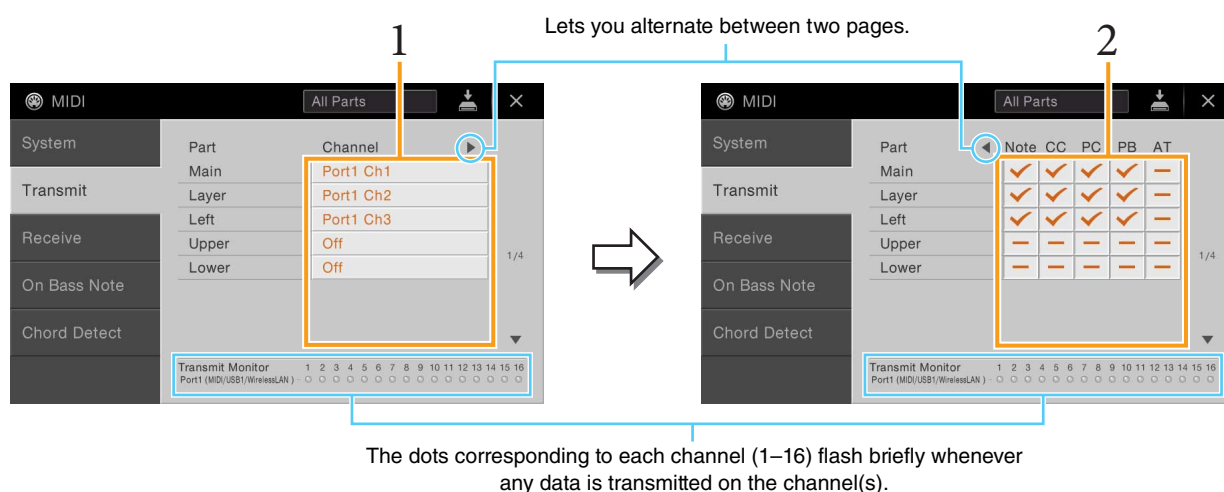 Lets you alternate between two pages.
1
2
MIDI
All Parts
System
Transmit
Receive
On Bass Note
Chord Detect
Part Channel
Main Port1 Ch1
Layer Port1 Ch2
Left Port1 Ch3
Upper Off
Lower Off
1/4
Transmit Monitor 1 2 3 4 5 6 7 8 9 10 11 12 13 14 15 16
Port1 (MIDI/USB1/WirelessLAN)
MIDI
All Parts
System
Transmit
Receive
On Bass Note
Chord Detect
Part Note CC PC PB AT
Main
Layer
Left
Upper
Lower
1/4
Transmit Monitor 1 2 3 4 5 6 7 8 9 10 11 12 13 14 15 16
Port1 (MIDI/USB1/WirelessLAN)
The dots corresponding to each channel (1–16) flash briefly whenever
any data is transmitted on the channel(s).